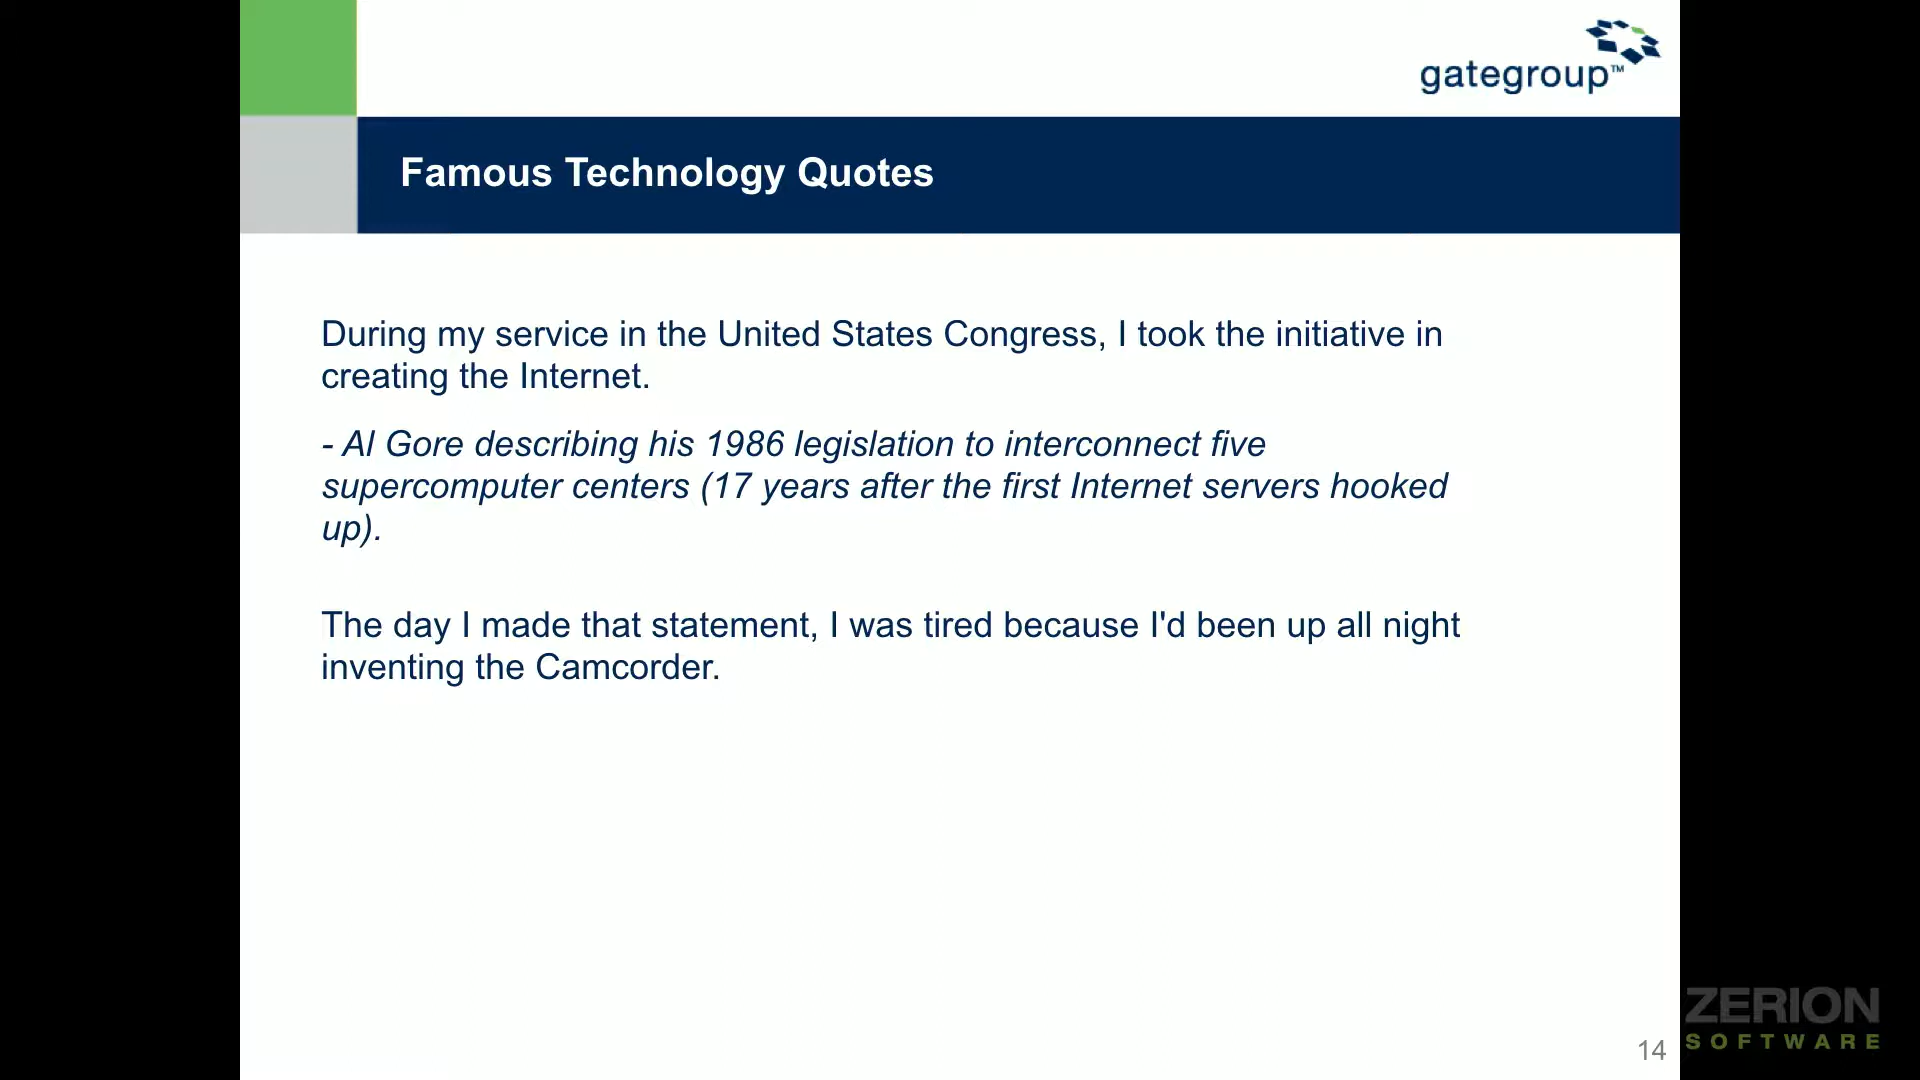 gategroup™
Famous Technology Quotes
During my service in the United States Congress, I took the initiative in
creating the Internet.
- Al Gore describing his 1986 legislation to interconnect five
supercomputer centers (17 years after the first Internet servers hooked
up).
The day I made that statement, I was tired because I'd been up all night
inventing the Camcorder.
14
ZERION
SOFTWARE